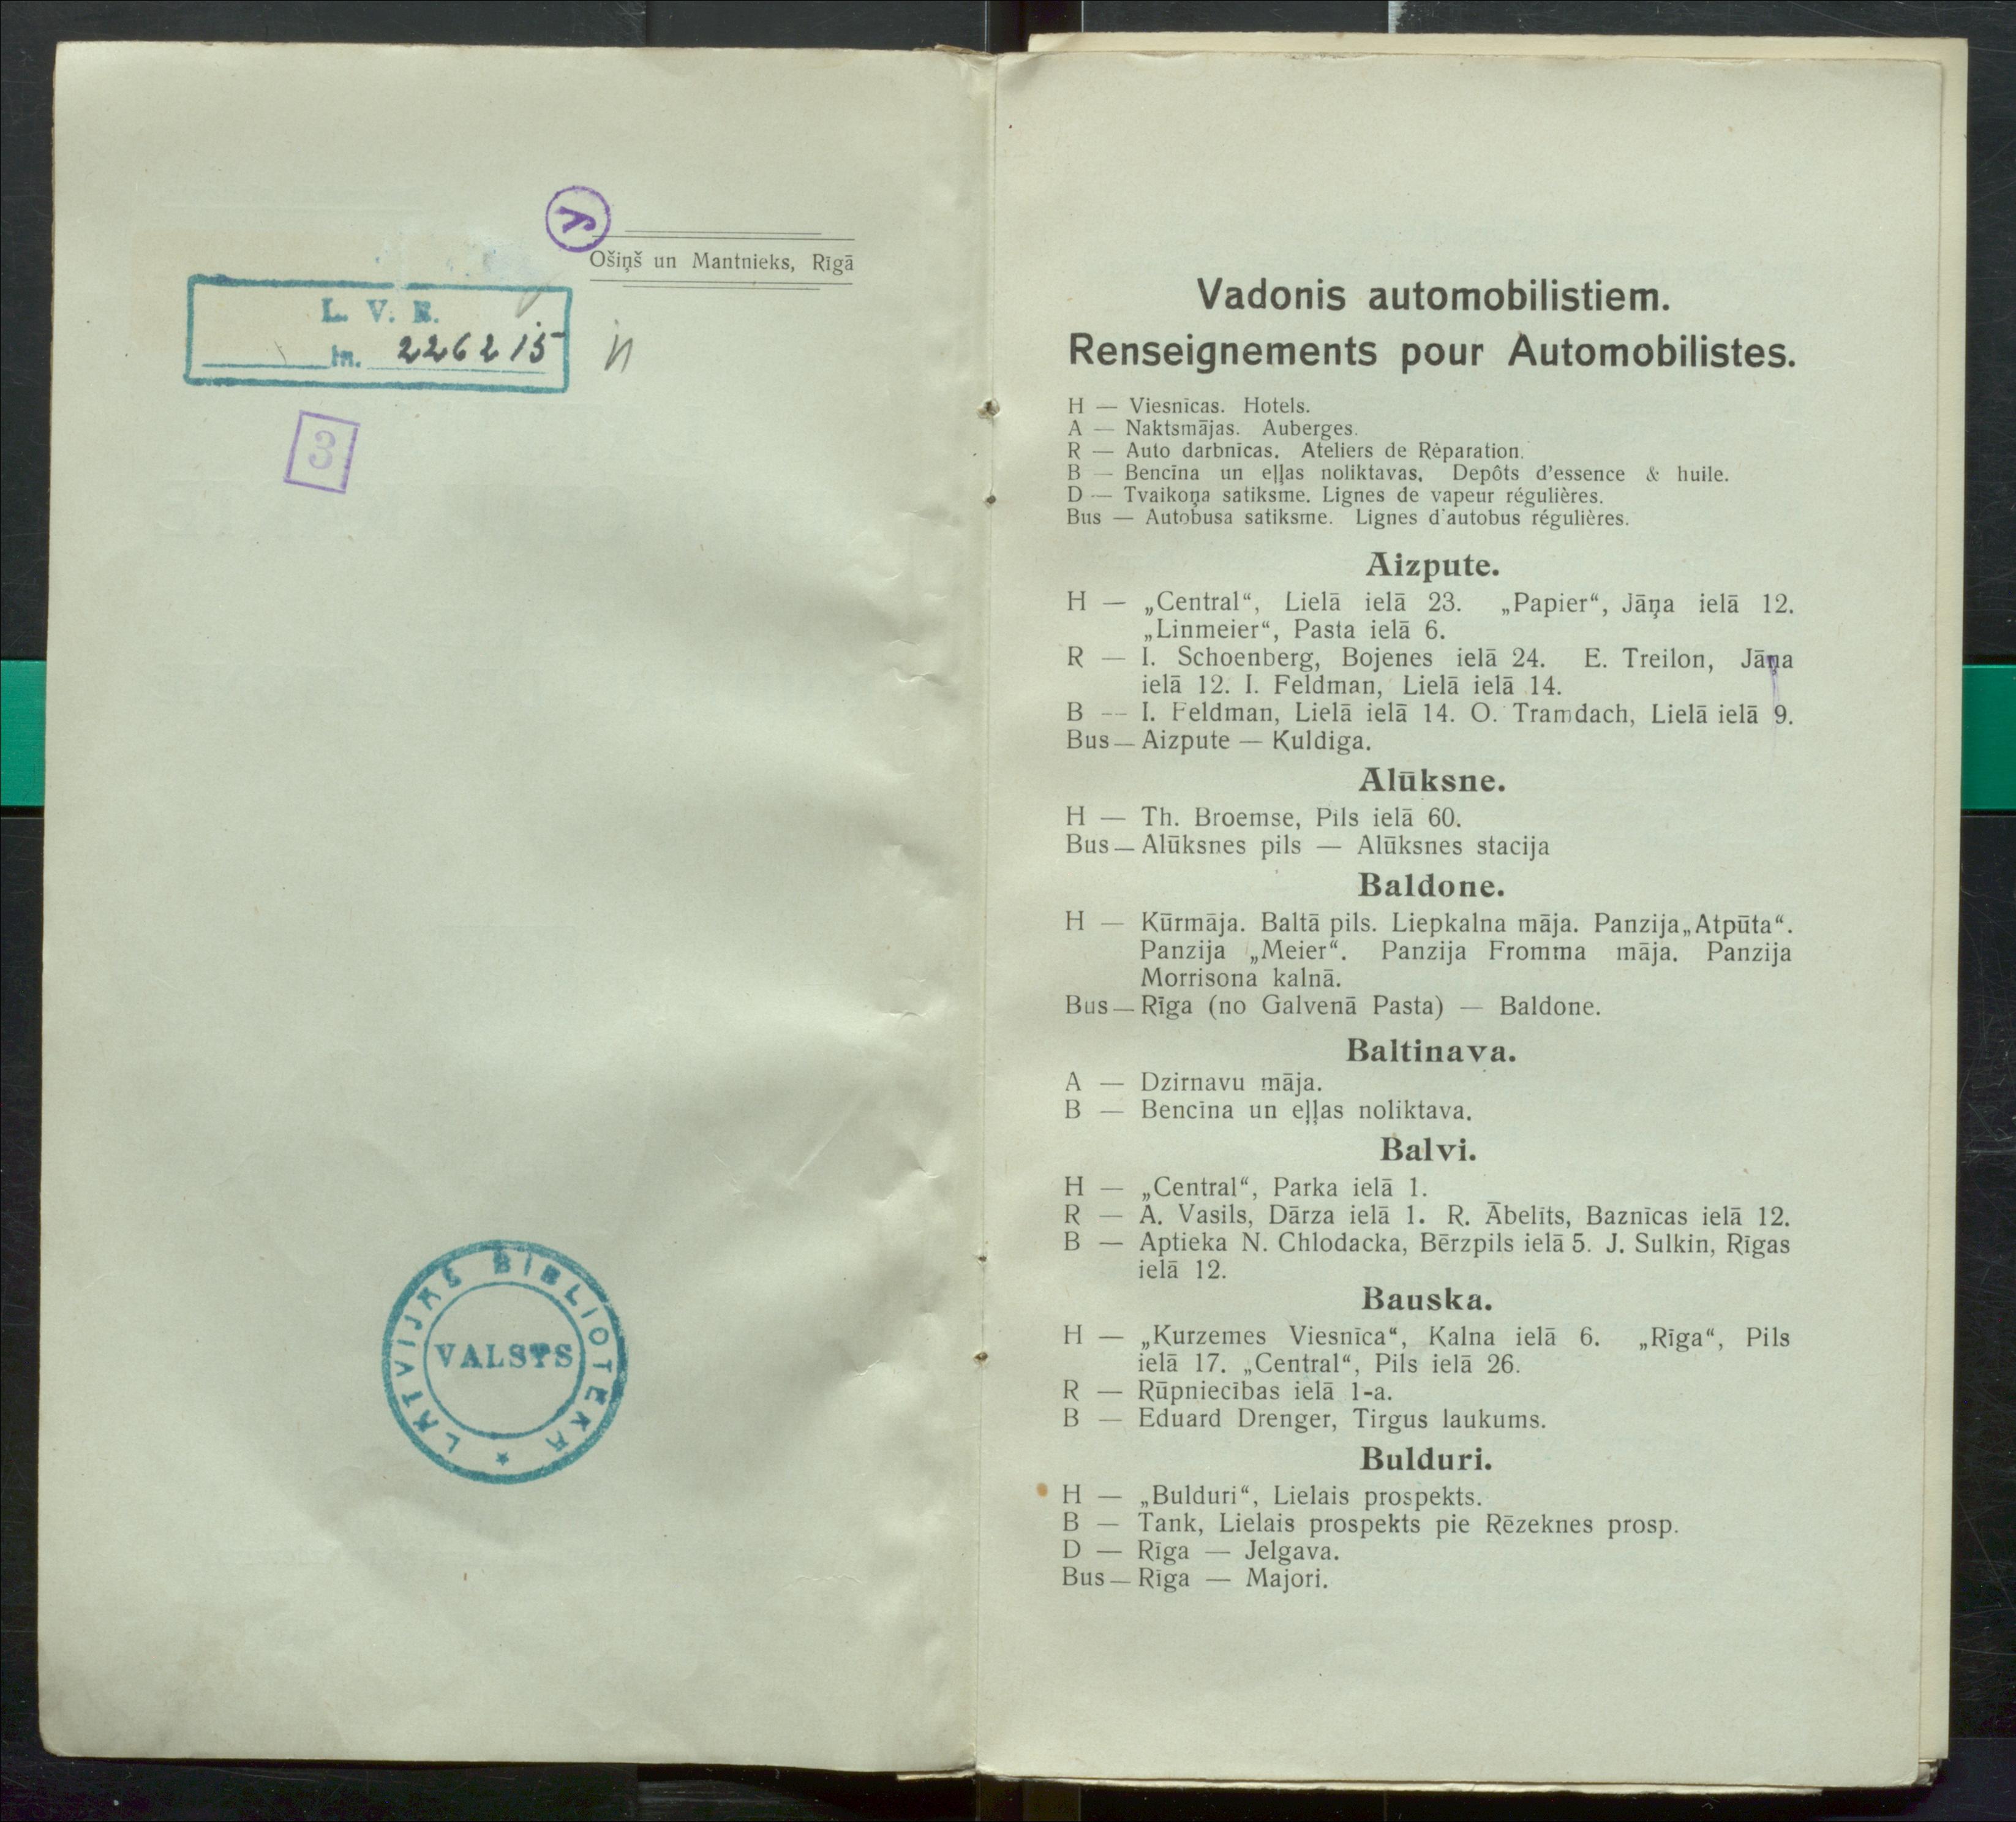 y
Ošiņš un Mantnieks, Rīgā
L. V. B.
in. 226215
3
LATVIJAS BIBLIOTEKA
VALSTS
Vadonis automobilistiem.
Renseignements pour Automobilistes.
H — Viesnīcas. Hotels.
A — Naktsmājas. Auberges.
R — Auto darbnīcas. Ateliers de Réparation.
B — Bencīna un eļļas noliktavas. Depôts d'essence & huile.
D — Tvaikoņa satiksme. Lignes de vapeur régulières.
Bus — Autobusa satiksme. Lignes d'autobus régulières.
Aizpute.
H — „Central“, Lielā ielā 23. „Papier“, Jāņa ielā 12.
„Linmeier“, Pasta ielā 6.
R — I. Schoenberg, Bojenes ielā 24. E. Treilon, Jāņa
ielā 12. I. Feldman, Lielā ielā 14.
B — I. Feldman, Lielā ielā 14. O. Tramdach, Lielā ielā 9.
Bus — Aizpute — Kuldiga.
Alūksne.
H — Th. Broemse, Pils ielā 60.
Bus — Alūksnes pils — Alūksnes stacija
Baldone.
H — Kūrmāja. Baltā pils. Liepkalna māja. Panzija „Atpūta“.
Panzija „Meier“. Panzija Fromma māja. Panzija
Morrisona kalnā.
Bus — Rīga (no Galvenā Pasta) — Baldone.
Baltinava.
A — Dzirnavu māja.
B — Bencīna un eļļas noliktava.
Balvi.
H — „Central“, Parka ielā 1.
R — A. Vasils, Dārza ielā 1. R. Ābelīts, Baznīcas ielā 12.
B — Aptieka N. Chlodacka, Bērzpils ielā 5. J. Sulkin, Rīgas
ielā 12.
Bauska.
H — „Kurzemes Viesnīca“, Kalna ielā 6. „Rīga“, Pils
ielā 17. „Central“, Pils ielā 26.
R — Rūpniecības ielā 1-a.
B — Eduard Drenger, Tirgus laukums.
Bulduri.
H — „Bulduri“, Lielais prospekts.
B — Tank, Lielais prospekts pie Rēzeknes prosp.
D — Rīga — Jelgava.
Bus — Rīga — Majori.